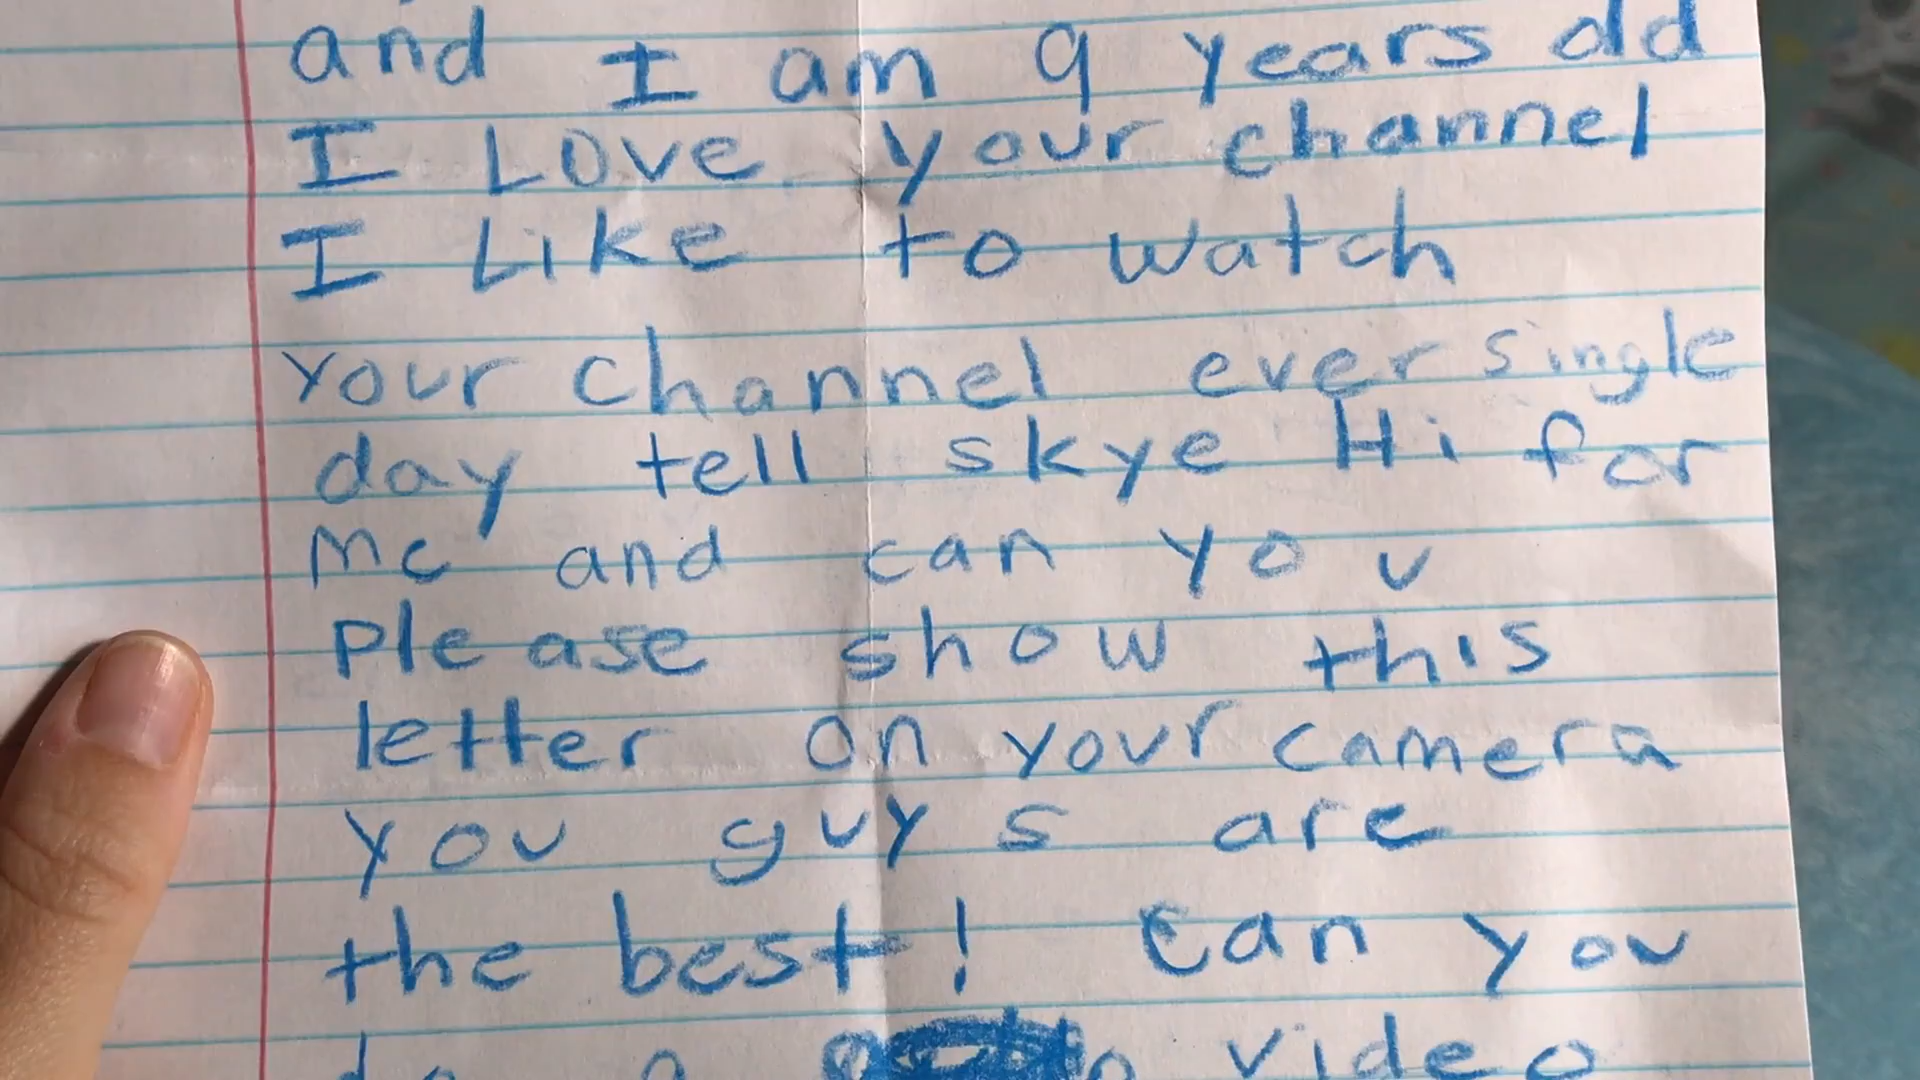 and I am 9 years old
I Love your channel
I Like to watch
your channel ever single
day tell skye Hi for
me and can you
please show this
letter on your camera
you guys are
the best! Can you
do a video